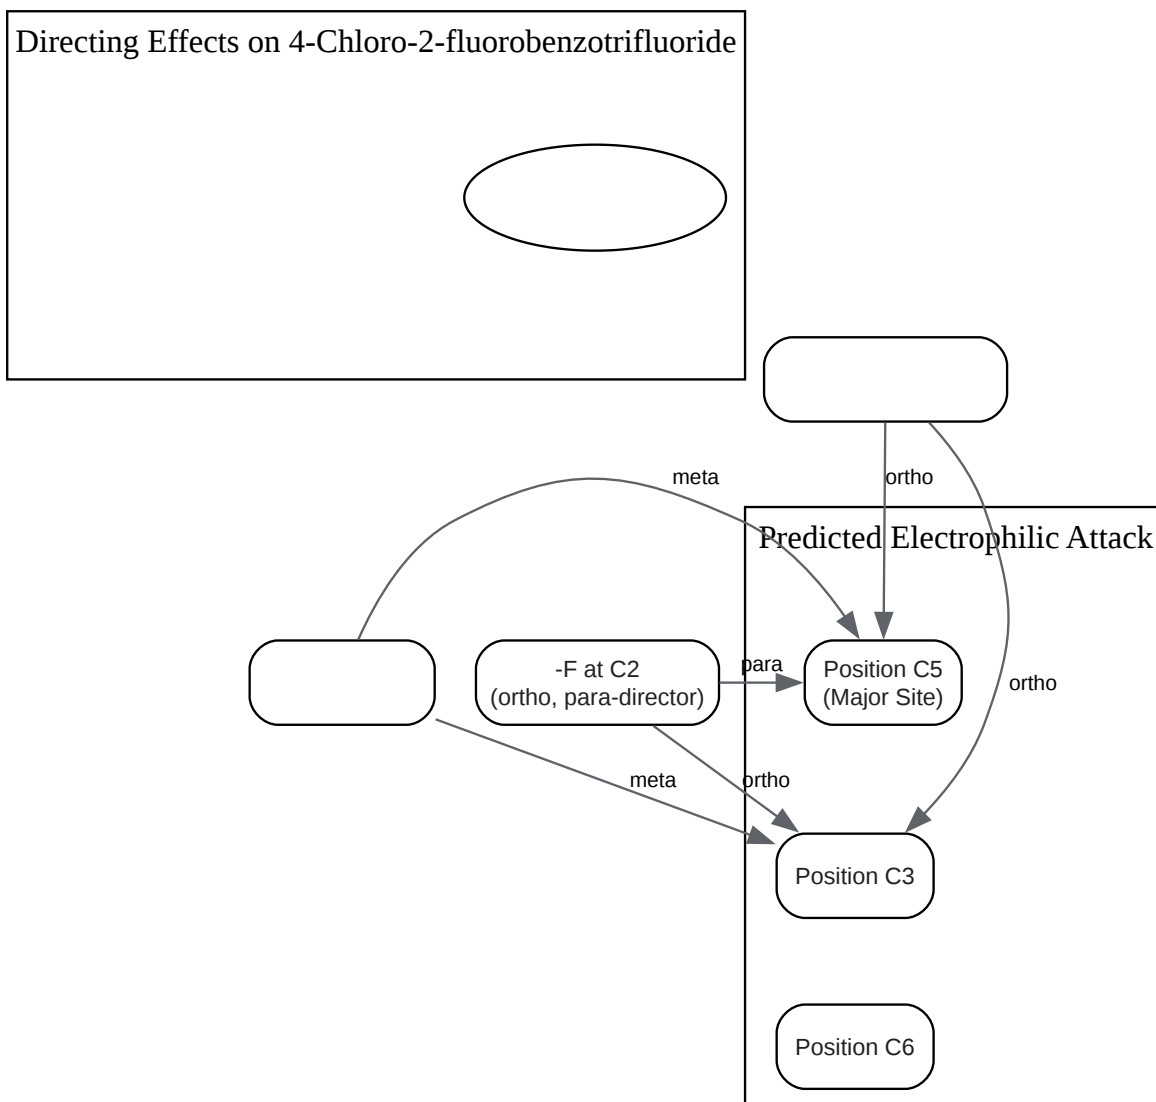 Directing Effects on 4-Chloro-2-fluorobenzotrifluoride
meta
ortho
Predicted Electrophilic Attack
-F at C2
(ortho, para-director)
para
Position C5
(Major Site)
ortho
meta
ortho
Position C3
Position C6